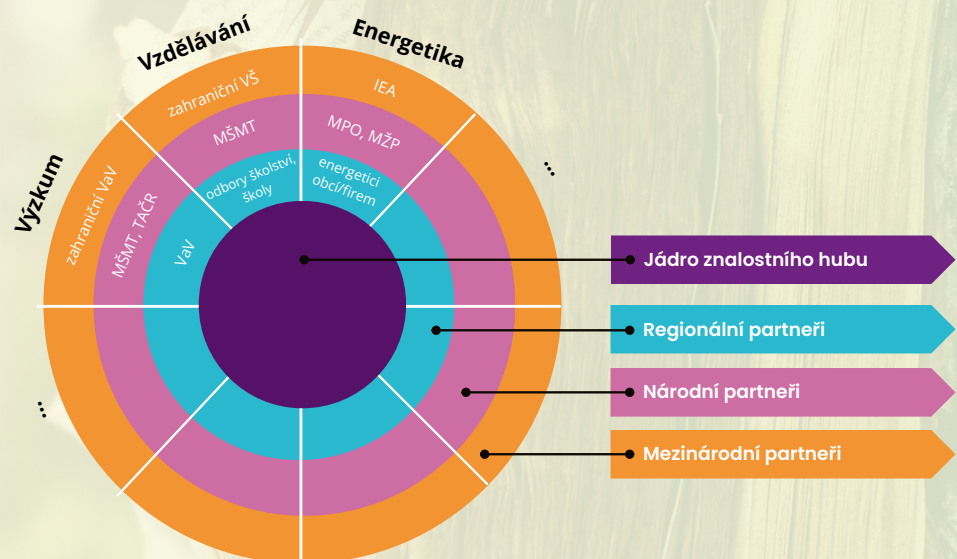 Vzdělávání
Energetika
Výzkum
zahraniční VŠ
IEA
zahraniční VaV
MŠMT
MPO, MŽP
MŠMT, TAČR
odbory školství,
školy
energetici
obcí/firem
VaV
...
...
Jádro znalostního hubu
Regionální partneři
Národní partneři
Mezinárodní partneři